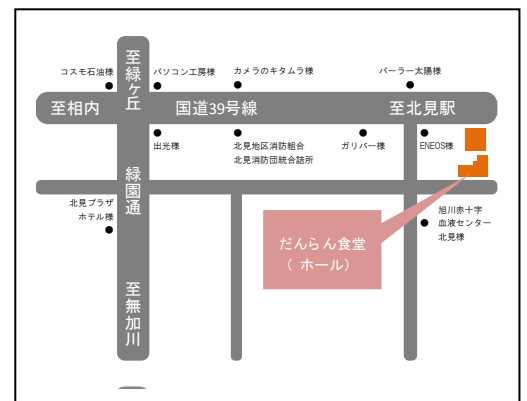 至緑ヶ丘
コスモ石油様
パソコン工房様
カメラのキタムラ様
パーラー太陽様
至相内
国道39号線
至北見駅
出光様
北見地区消防組合
北見消防団統合詰所
ガリバー様
ENEOS様
緑園通
北見プラザ
ホテル様
旭川赤十字
血液センター
北見様
だんらん食堂
（ ホール）
至無加川